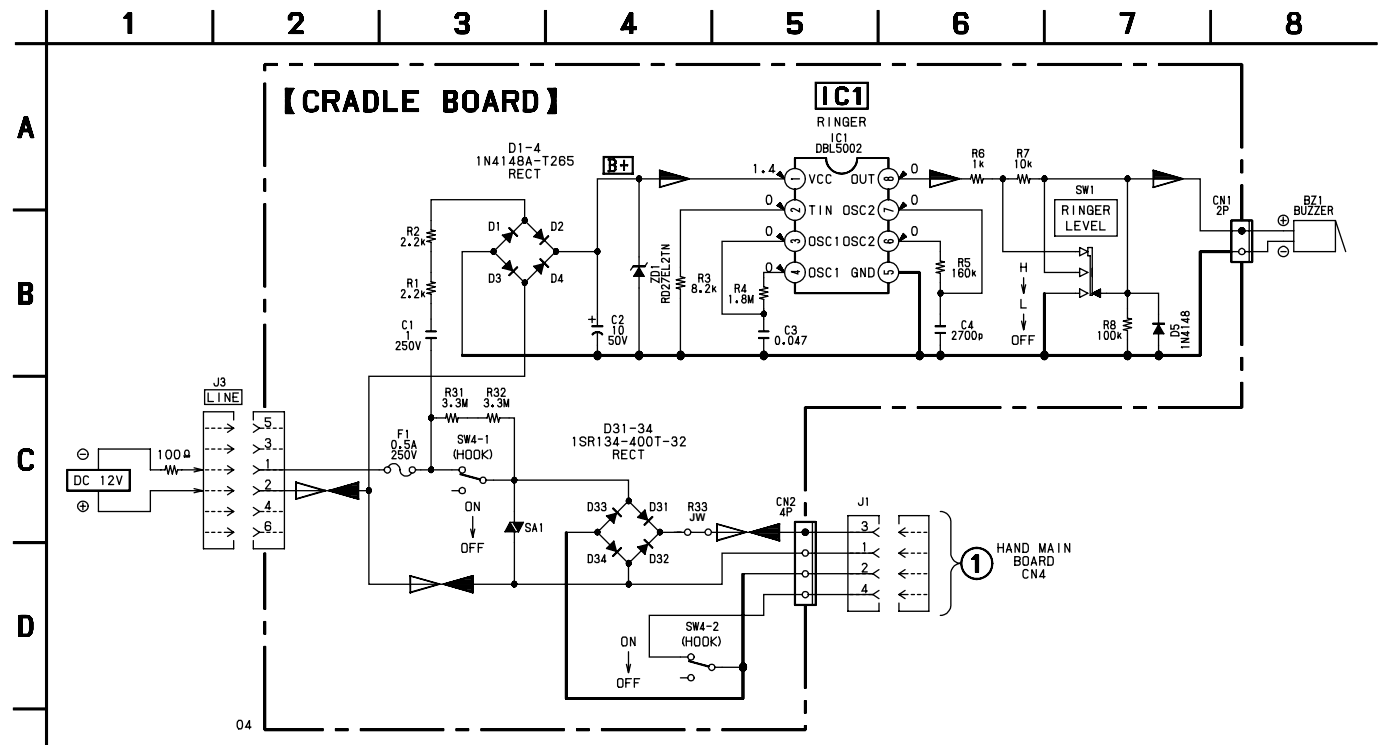 1 2 3 4 5 6 7 8
A
B
C
D
【CRADLE BOARD】
IC1
RINGER
IC1
DBL5002
D1-4
1N4148A-T265
RECT
B+
1.4
0
0
0
0
0
0
1 VCC OUT 8
2 TIN OSC2 7
3 OSC1 OSC2 6
4 OSC1 GND 5
R6
1k
R7
10k
SW1
RINGER
LEVEL
CN1
2P
BZ1
BUZZER
⊕
⊖
R2
2.2k
R1
2.2k
C1
1
250V
D1
D2
D3
D4
+
C2
10
50V
ZD1
RD27EL2TN
R3
8.2k
R4
1.8M
C3
0.047
R5
160k
C4
2700p
H
L
OFF
R8
100k
D5
1N4148
J3
LINE
5
3
1
2
4
6
⊖
100Ω
DC 12V
⊕
F1
0.5A
250V
R31
3.3M
R32
3.3M
SW4-1
(HOOK)
ON
OFF
SA1
D31-34
1SR134-400T-32
RECT
D33
D31
D34
D32
R33
JW
CN2
4P
J1
3
1
2
4
1
HAND MAIN
BOARD
CN4
SW4-2
(HOOK)
ON
OFF
04